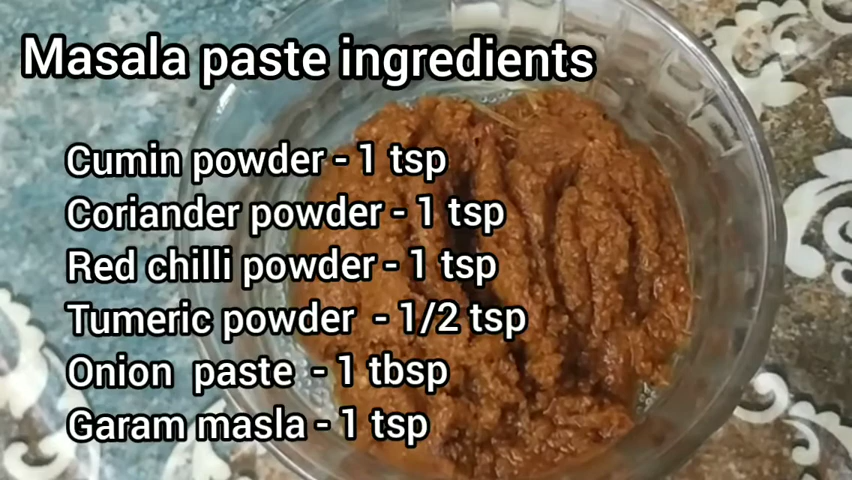 Masala paste ingredients
Cumin powder - 1 tsp
Coriander powder - 1 tsp
Red chilli powder - 1 tsp
Tumeric powder - 1/2 tsp
Onion paste - 1 tbsp
Garam masla - 1 tsp